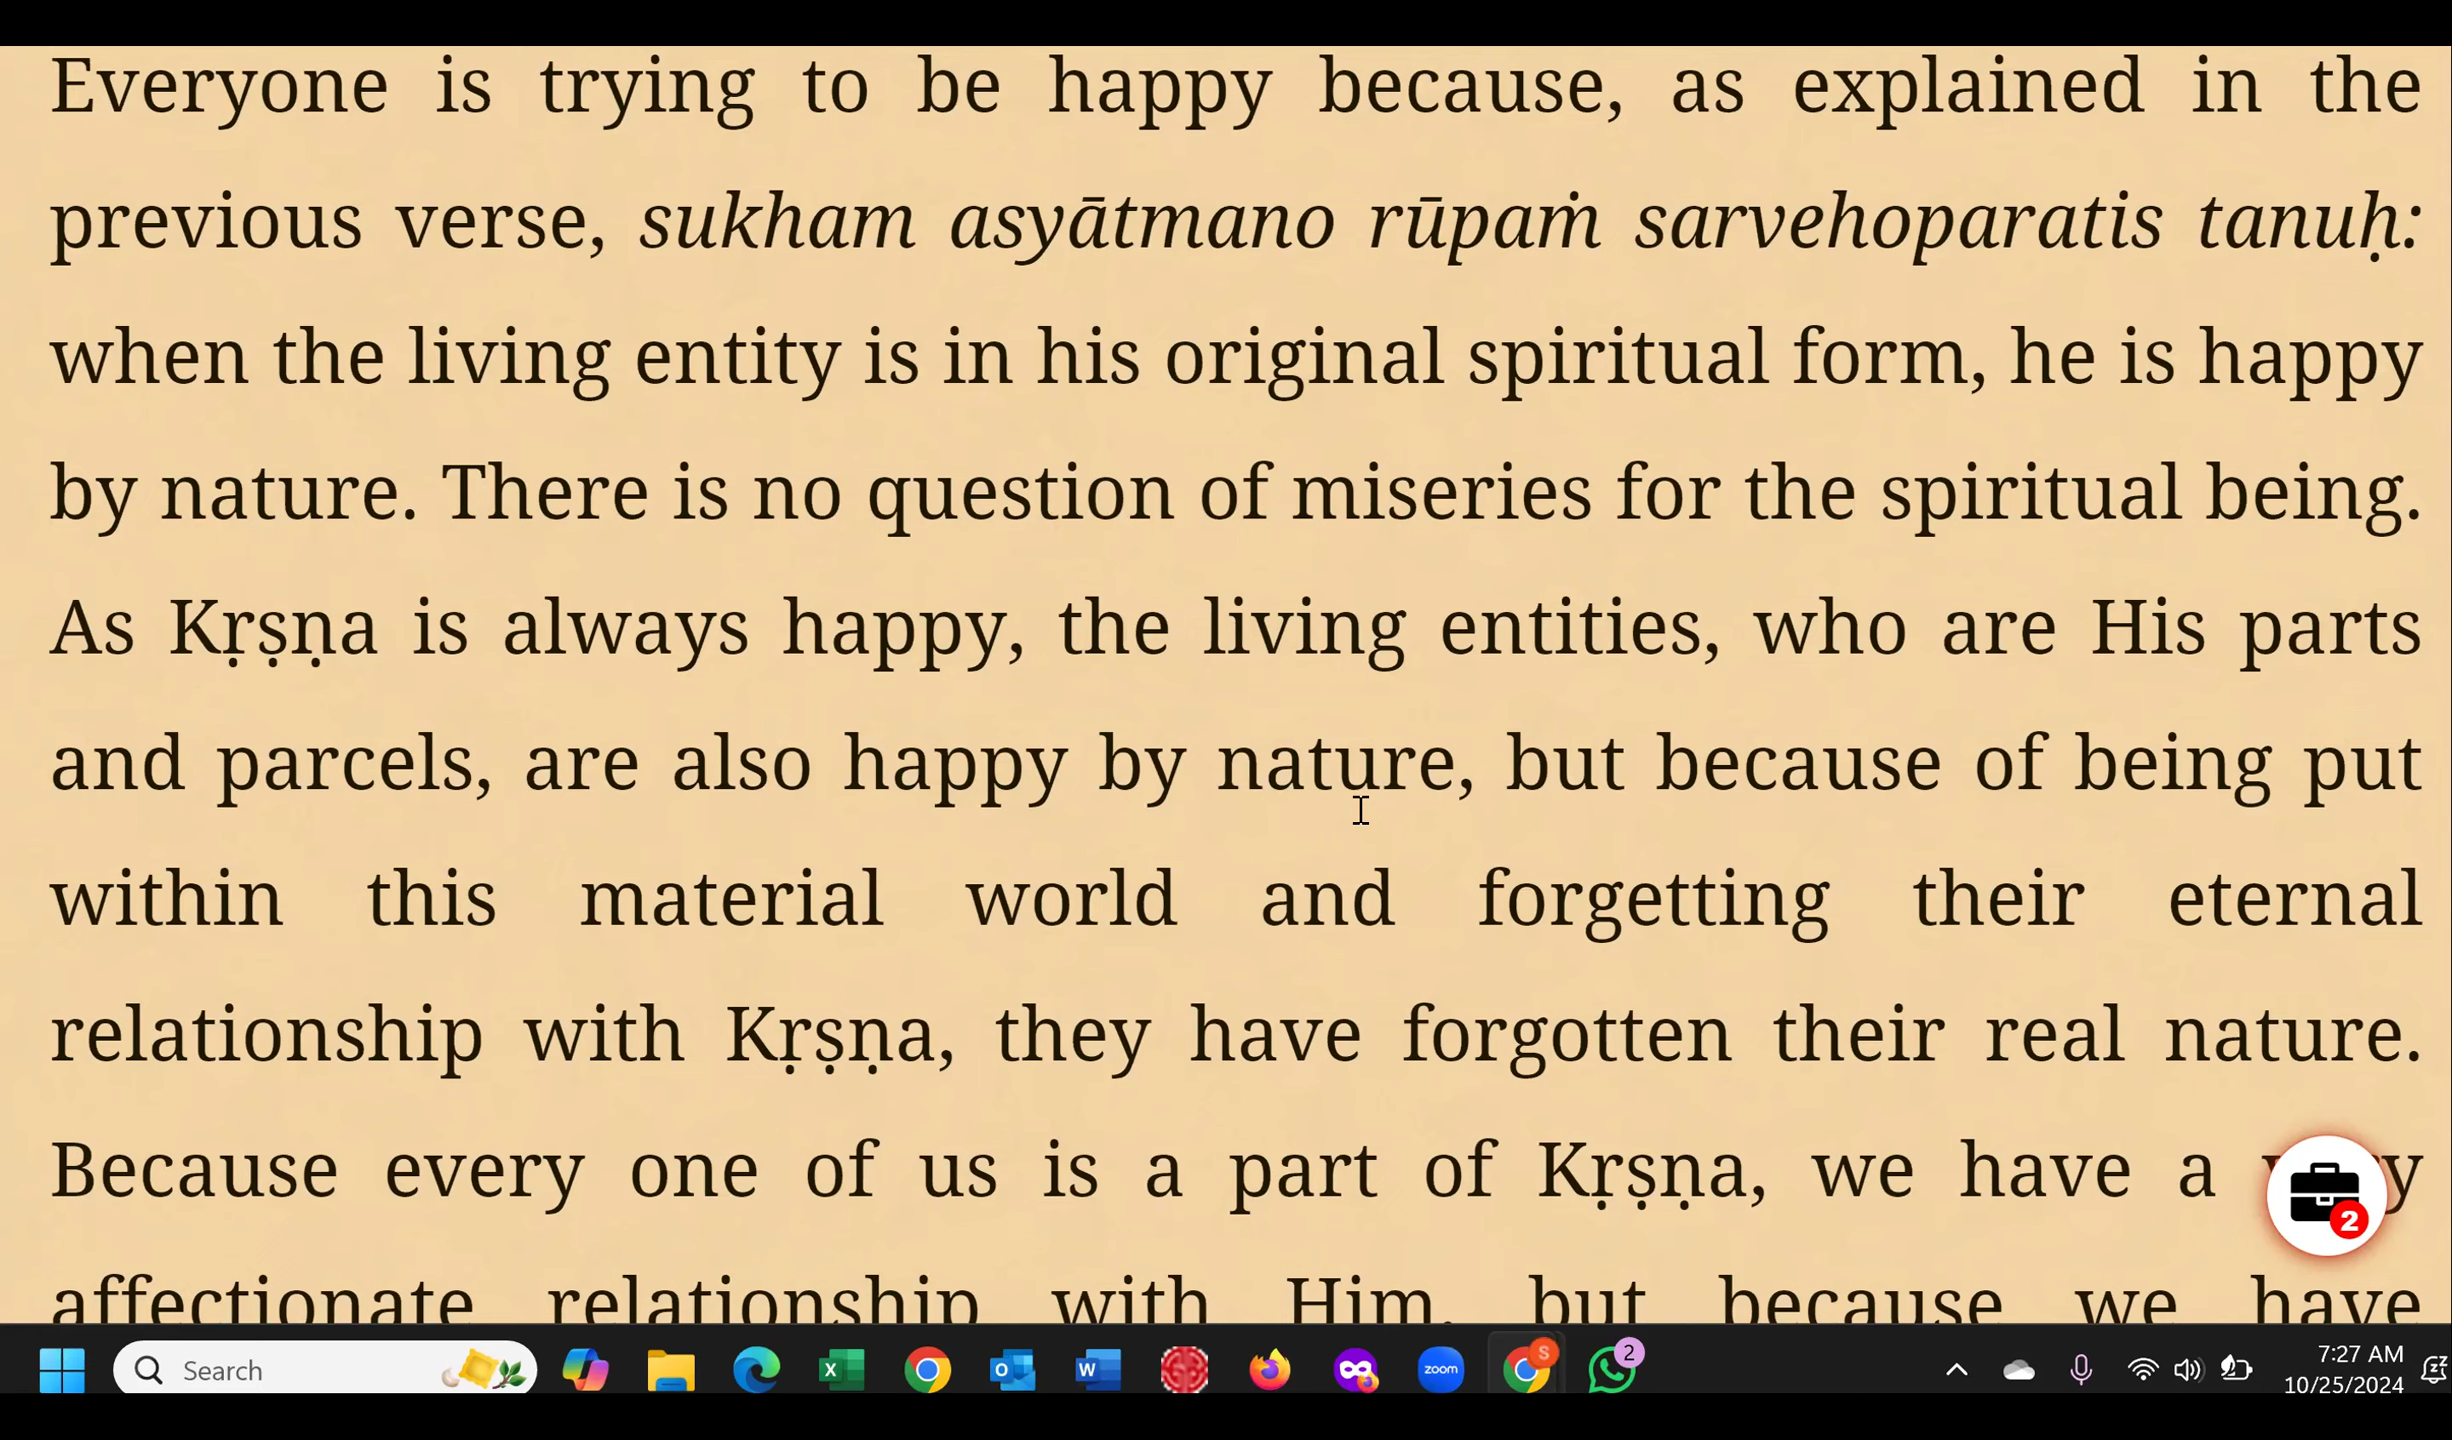 Everyone is trying to be happy because, as explained in the
previous verse, sukham asyātmano rūpaṁ sarvehoparatis tanuḥ:
when the living entity is in his original spiritual form, he is happy
by nature. There is no question of miseries for the spiritual being.
As Kṛṣṇa is always happy, the living entities, who are His parts
and parcels, are also happy by nature, but because of being put
within this material world and forgetting their eternal
relationship with Kṛṣṇa, they have forgotten their real nature.
Because every one of us is a part of Kṛṣṇa, we have a
2
affectionate relationship with Him, but because we have
Search
zoom
S
2
7:27 AM
10/25/2024